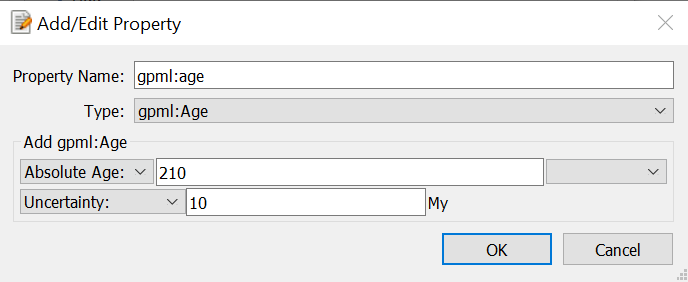 Add/Edit Property
Property Name: gpml:age
Type: gpml:Age
Add gpml:Age
Absolute Age: 210
Uncertainty: 10 My
OK Cancel